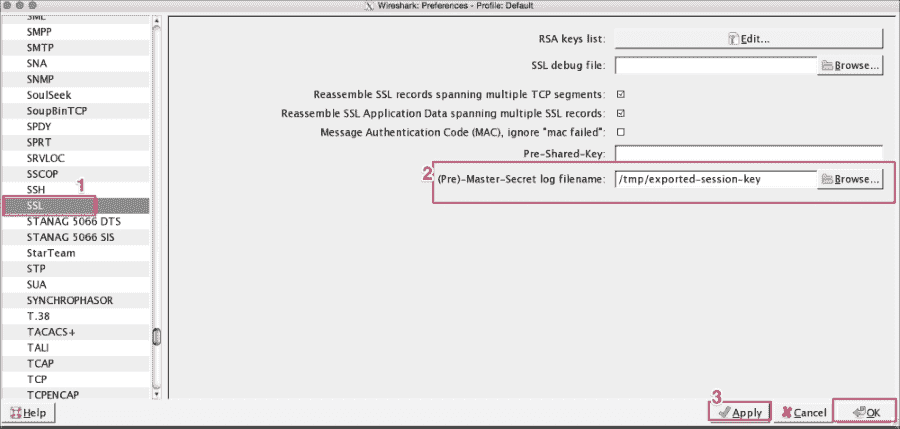 Wireshark: Preferences - Profile: Default
SML
SMPP
SMTP
SNA
SNMP
SoulSeek
SoupBinTCP
SPDY
SPRT
SRVLOC
SSCOP
SSH
1
SSL
STANAG 5066 DTS
STANAG 5066 SIS
StarTeam
STP
SUA
SYNCHROPHASOR
T.38
TACACS+
TALI
TCAP
TCP
TCPENCAP
RSA keys list: Edit...
SSL debug file: Browse...
Reassemble SSL records spanning multiple TCP segments:
Reassemble SSL Application Data spanning multiple SSL records:
Message Authentication Code (MAC), ignore "mac failed":
Pre-Shared-Key:
2 (Pre)-Master-Secret log filename: /tmp/exported-session-key Browse...
3
Help Apply Cancel OK